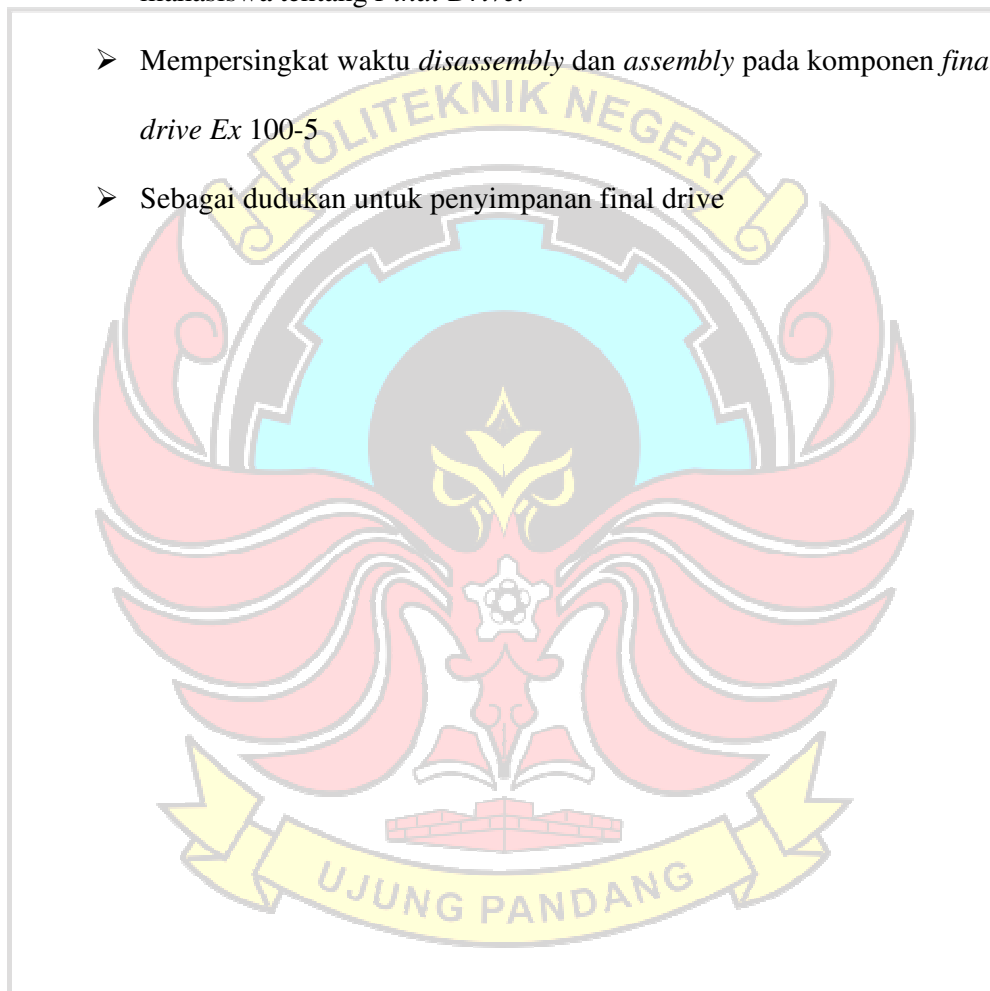 mahasiswa tentang Final Drive.
➢ Mempersingkat waktu disassembly dan assembly pada komponen fina
drive Ex 100-5
➢ Sebagai dudukan untuk penyimpanan final drive
POLITEKNIK NEGERI
UJUNG PANDANG